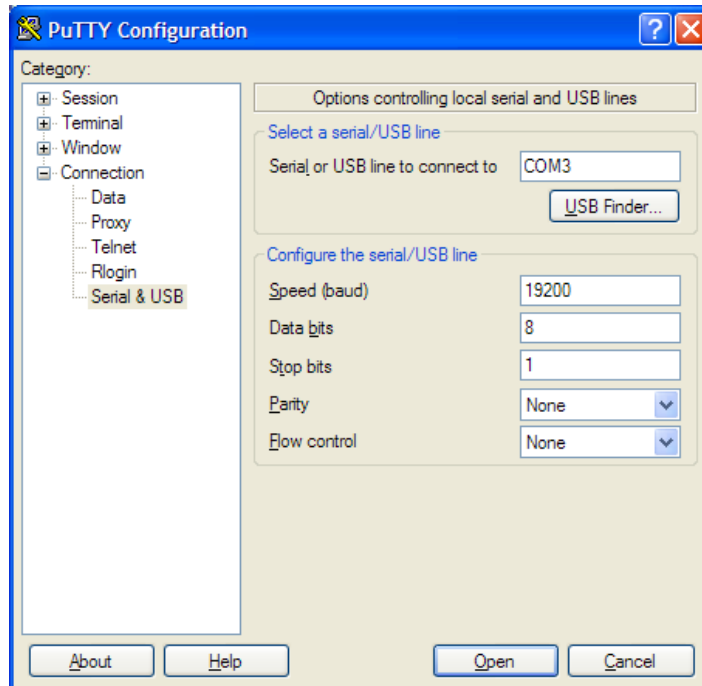 PuTTY Configuration
Category:
Session
Terminal
Window
Connection
Data
Proxy
Telnet
Rlogin
Serial & USB
Options controlling local serial and USB lines
Select a serial/USB line
Serial or USB line to connect to COM3
USB Finder...
Configure the serial/USB line
Speed (baud) 19200
Data bits 8
Stop bits 1
Parity None
Flow control None
About Help Open Cancel